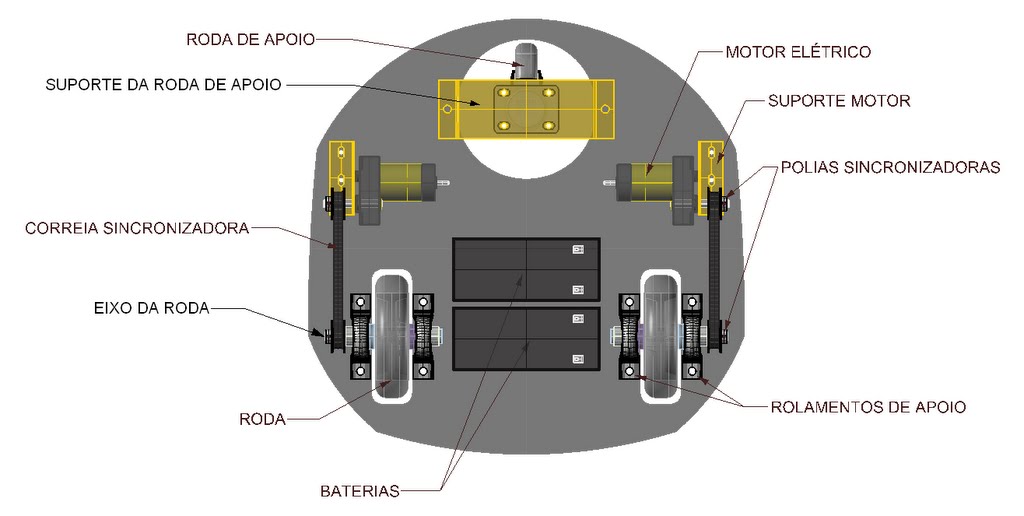 RODA DE APOIO
MOTOR ELÉTRICO
SUPORTE DA RODA DE APOIO
SUPORTE MOTOR
POLIAS SINCRONIZADORAS
CORREIA SINCRONIZADORA
EIXO DA RODA
RODA
ROLAMENTOS DE APOIO
BATERIAS